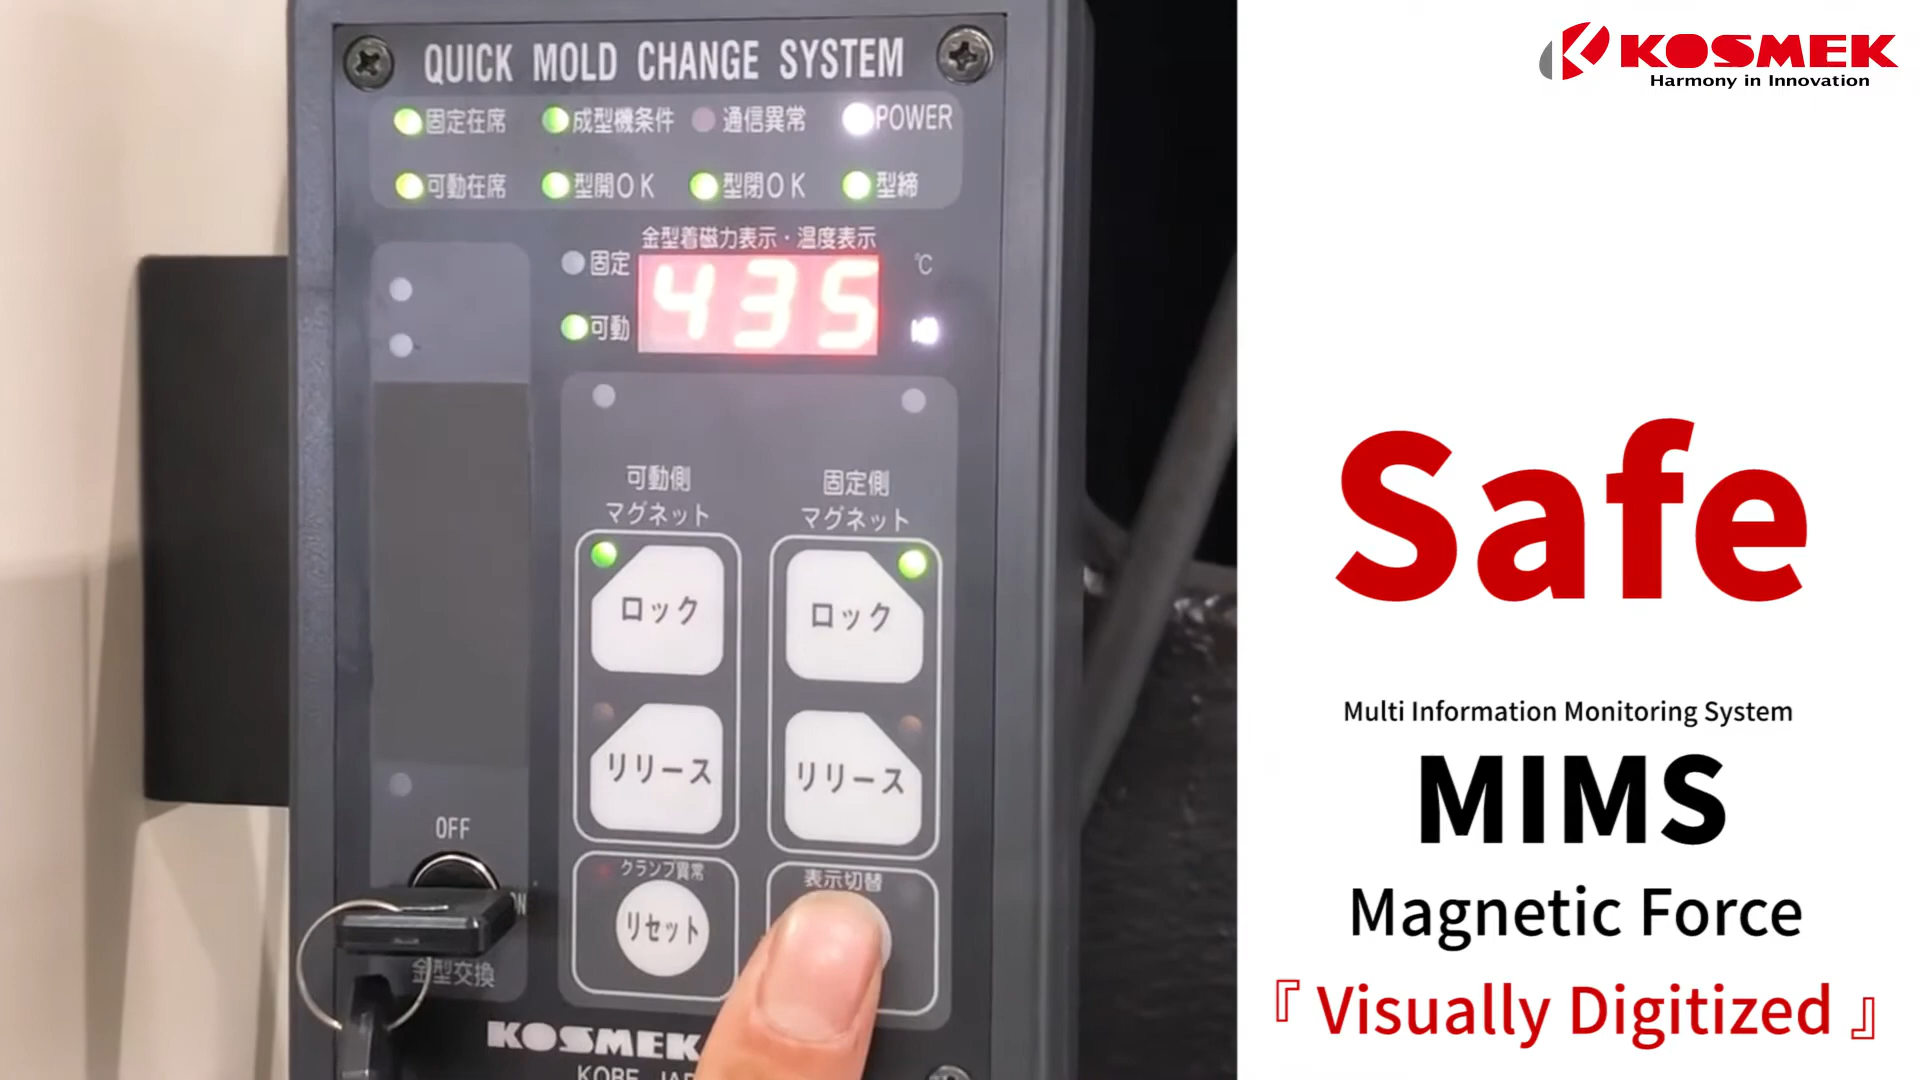 QUICK MOLD CHANGE SYSTEM
固定在席 成型機条件 通信異常 POWER
可動在席 型開OK 型閉OK 型締
金型着磁力表示・温度表示
固定 435 ℃
可動
可動側 固定側
マグネット マグネット
ロック ロック
リリース リリース
OFF
クランプ異常 表示切替
リセット
金型交換
KOSMEK
KOSMEK
Harmony in Innovation
Safe
Multi Information Monitoring System
MIMS
Magnetic Force
『Visually Digitized』